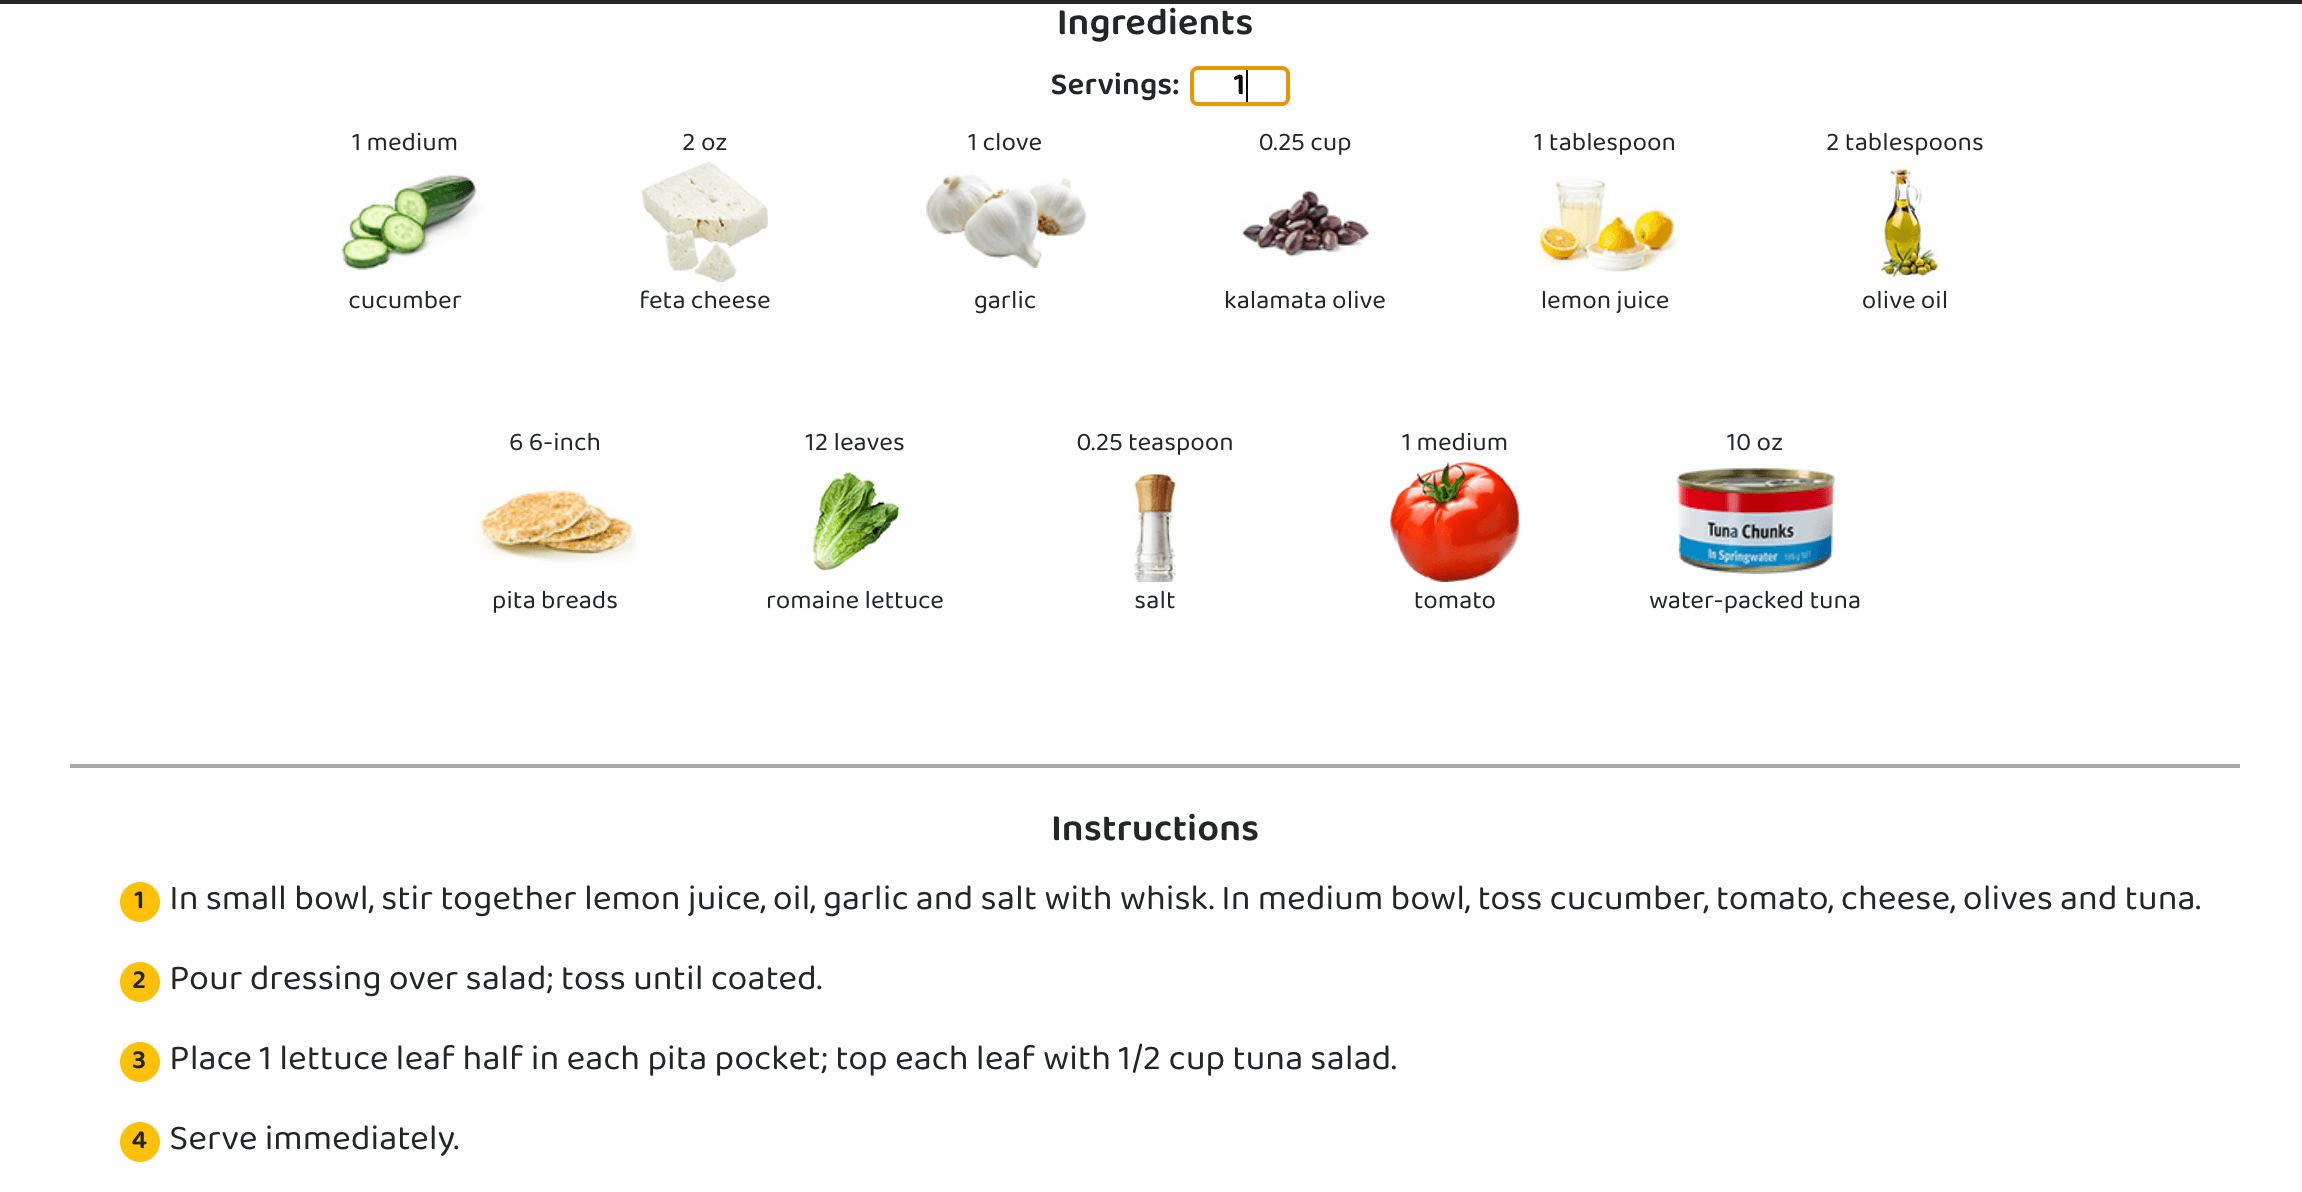 Ingredients
Servings: 1
1 medium
2 oz
1 clove
0.25 cup
1 tablespoon
2 tablespoons
cucumber
feta cheese
garlic
kalamata olive
lemon juice
olive oil
6 6-inch
12 leaves
0.25 teaspoon
1 medium
10 oz
Tuna Chunks
In Springwater
pita breads
romaine lettuce
salt
tomato
water-packed tuna
Instructions
1 In small bowl, stir together lemon juice, oil, garlic and salt with whisk. In medium bowl, toss cucumber, tomato, cheese, olives and tuna.
2 Pour dressing over salad; toss until coated.
3 Place 1 lettuce leaf half in each pita pocket; top each leaf with 1/2 cup tuna salad.
4 Serve immediately.